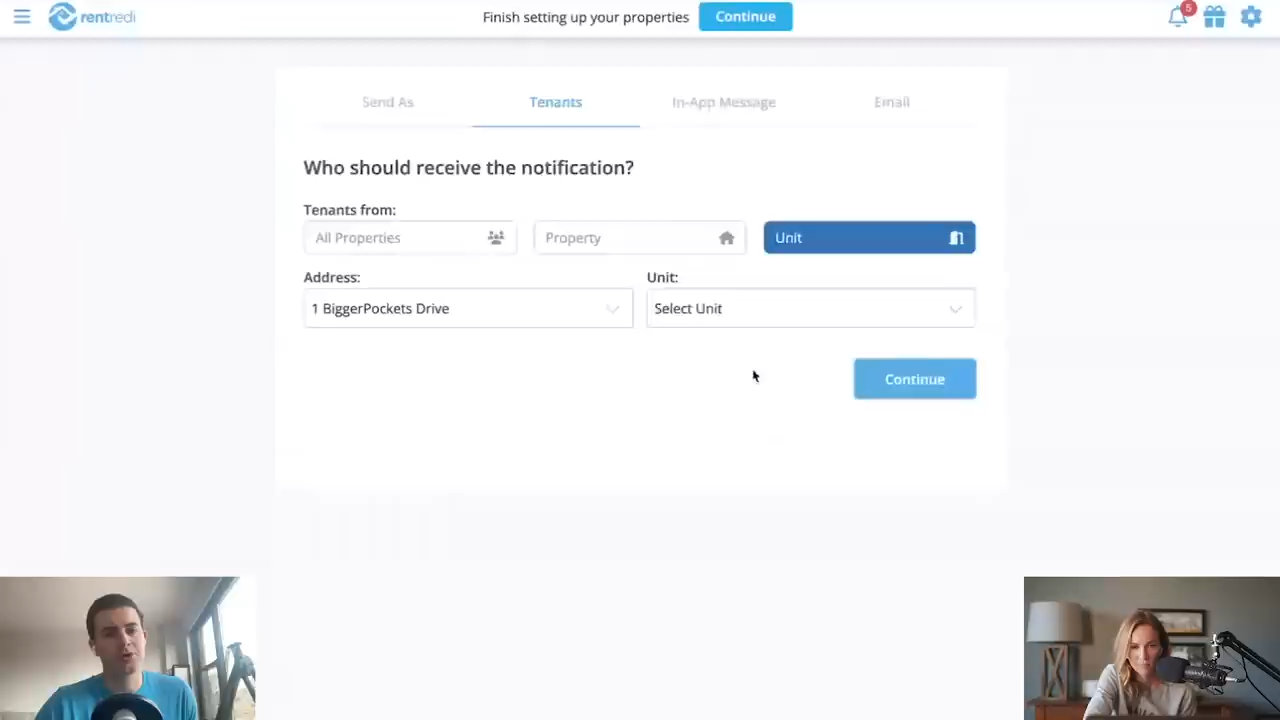 rentredi
Finish setting up your properties
Continue
5
Send As
Tenants
In-App Message
Email
Who should receive the notification?
Tenants from:
All Properties
Property
Unit
Address:
Unit:
1 BiggerPockets Drive
Select Unit
Continue